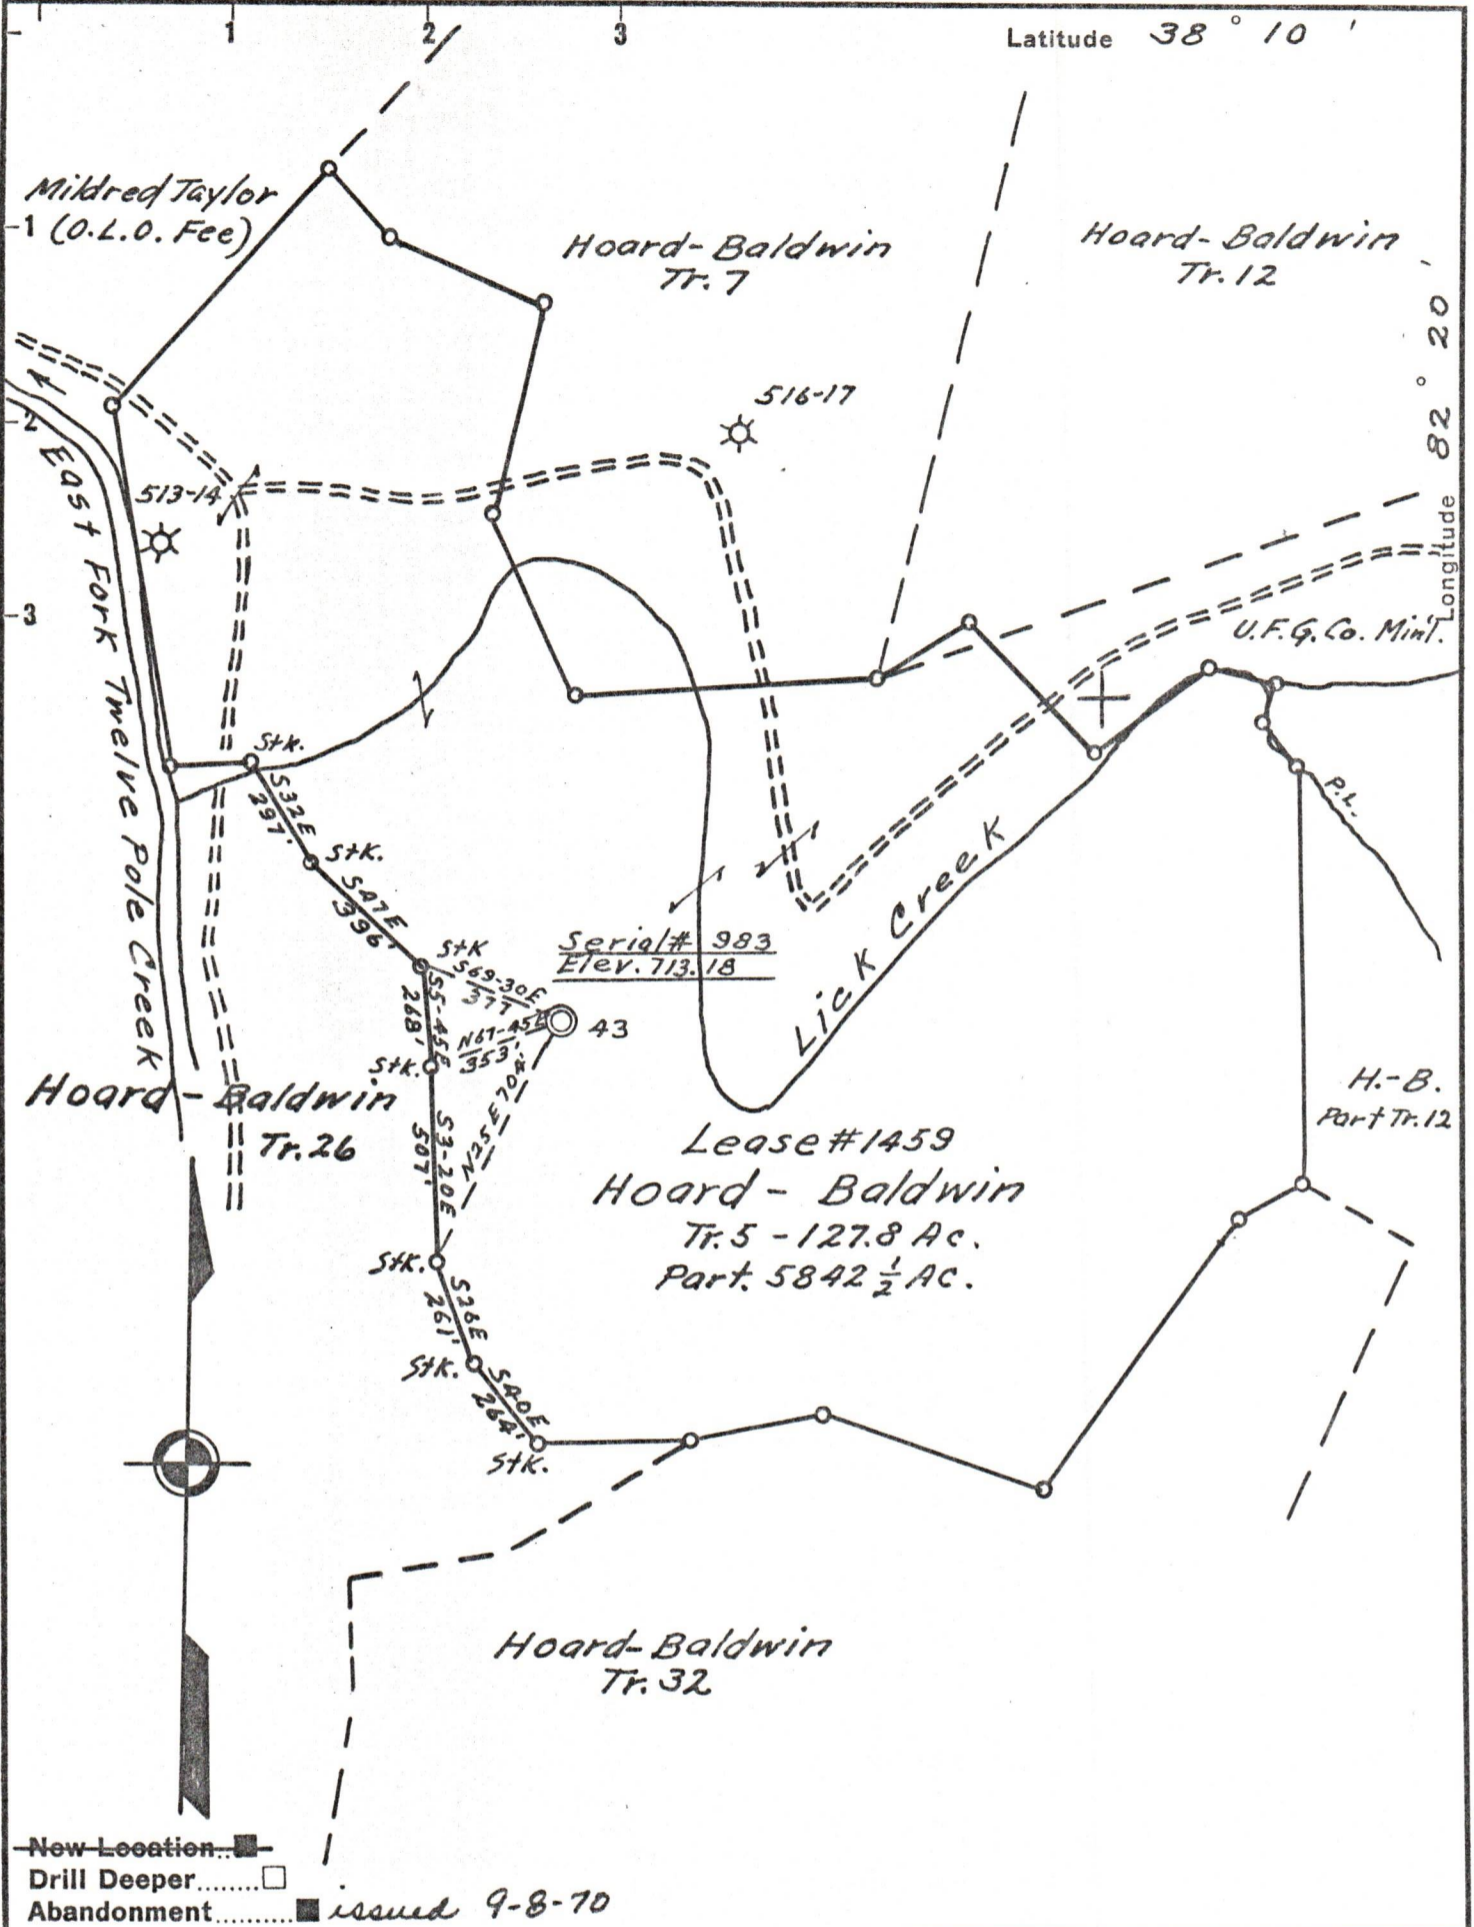 1 2 3
Latitude 38° 10'
Mildred Taylor
1 (O.L.O. Fee)
Hoard-Baldwin
Tr. 7
Hoard-Baldwin
Tr. 12
Longitude 82° 20'
516-17
2
513-14
East Fork Twelve Pole Creek
3
U.F.G. Co. Min'l.
Stk.
S32E
297'
P.L.
Stk.
S47E
396'
Lick Creek
Stk
Serial # 983
Elev. 713.18
S69-30E
377'
43
S5-45E
268'
N67-45E
353'
Stk.
N25E 704'
Hoard - Baldwin
Tr. 26
H.-B.
Part Tr. 12
S3-20E
507'
Lease #1459
Hoard - Baldwin
Tr. 5 - 127.8 Ac.
Part. 5842 ½ Ac.
Stk.
S28E
261'
Stk.
S40E
264'
Stk.
Hoard-Baldwin
Tr. 32
New Location..
Drill Deeper........
Abandonment.......... issued 9-8-70